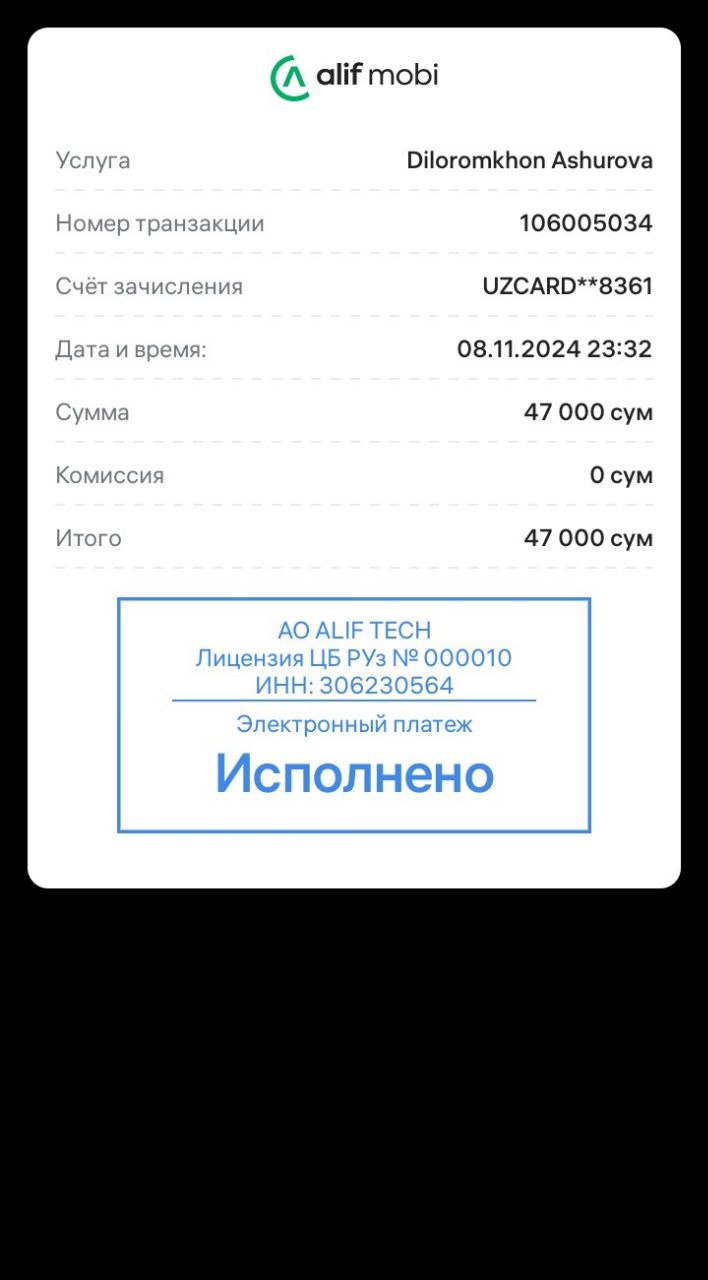 alif mobi
Услуга Diloromkhon Ashurova
Номер транзакции 106005034
Счёт зачисления UZCARD**8361
Дата и время: 08.11.2024 23:32
Сумма 47 000 сум
Комиссия 0 сум
Итого 47 000 сум
АО ALIF TECH
Лицензия ЦБ РУз № 000010
ИНН: 306230564
Электронный платеж
Исполнено